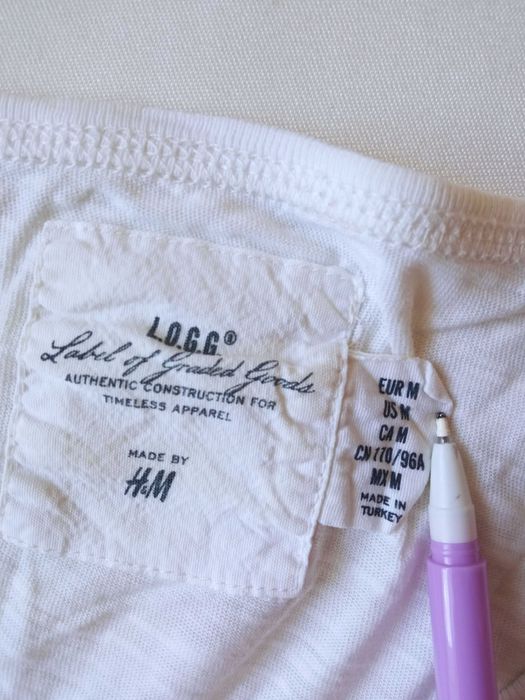 L.O.G.G®
Label of Graded Goods
AUTHENTIC CONSTRUCTION FOR
TIMELESS APPAREL
MADE BY
H&M
EUR M
US M
CA M
CN 170/96A
MX M
MADE IN
TURKEY